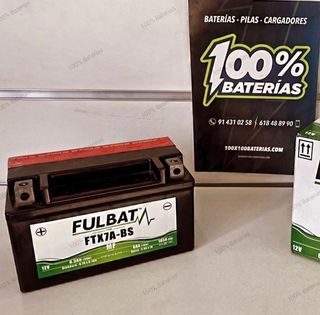 BATERÍAS - PILAS - CARGADORES
100%
BATERÍAS
91 431 02 58 618 48 89 90
100X100BATERIAS.COM
FULBAT
FTX7A-BS
12V
12V